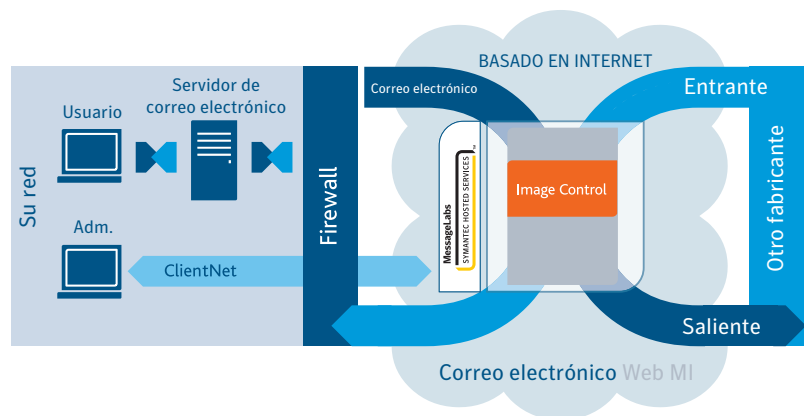 BASADO EN INTERNET
Su red
Usuario
Servidor de
correo electrónico
Adm.
ClientNet
Firewall
Correo electrónico
MessageLabs
SYMANTEC HOSTED SERVICES
Image Control
Entrante
Otro fabricante
Saliente
Correo electrónico Web MI